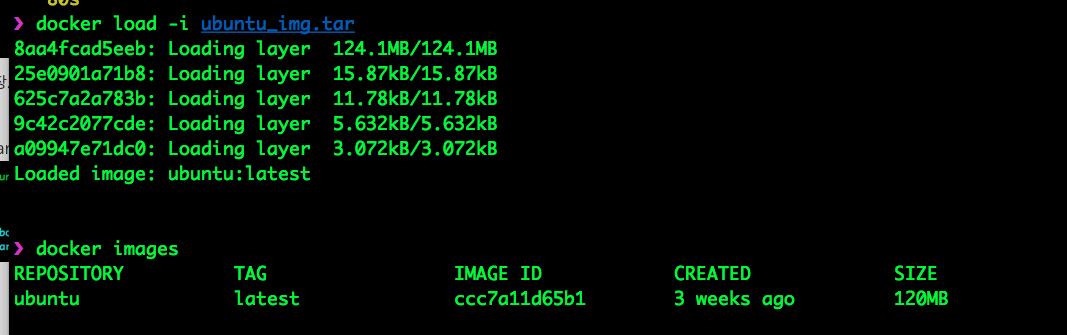 80s
❯ docker load -i ubuntu_img.tar
8aa4fcad5eeb: Loading layer  124.1MB/124.1MB
25e0901a71b8: Loading layer  15.87kB/15.87kB
625c7a2a783b: Loading layer  11.78kB/11.78kB
9c42c2077cde: Loading layer  5.632kB/5.632kB
a09947e71dc0: Loading layer  3.072kB/3.072kB
Loaded image: ubuntu:latest
❯ docker images
REPOSITORY          TAG                 IMAGE ID            CREATED             SIZE
ubuntu              latest              ccc7a11d65b1        3 weeks ago         120MB